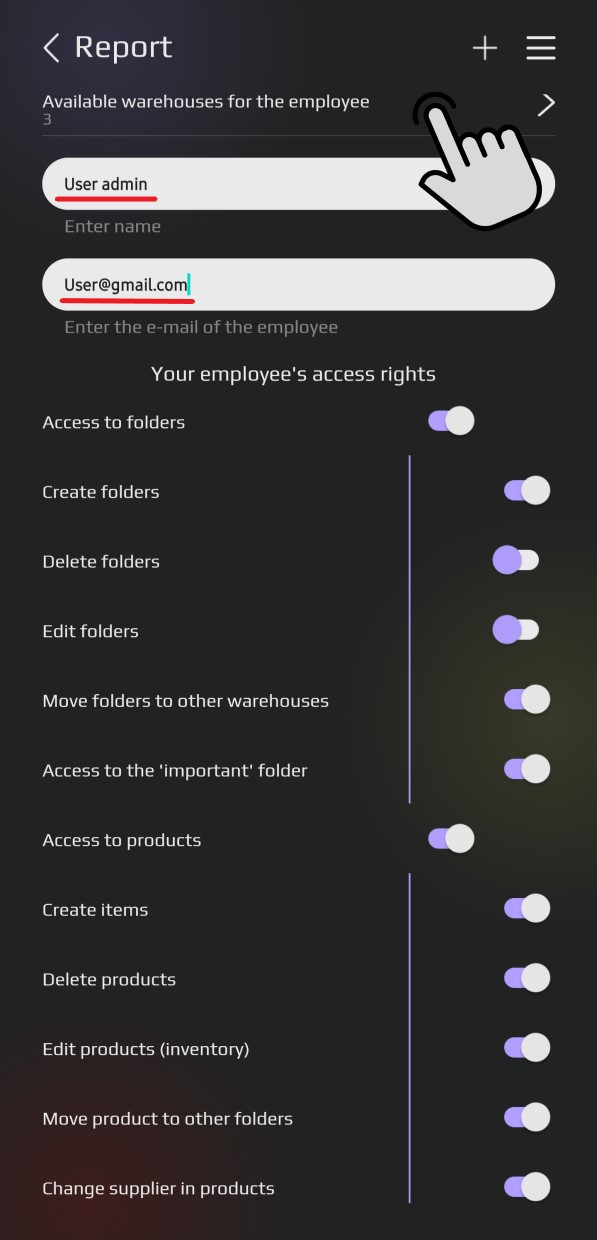 Report
Available warehouses for the employee
3
User admin
Enter name
User@gmail.com
Enter the e-mail of the employee
Your employee's access rights
Access to folders
Create folders
Delete folders
Edit folders
Move folders to other warehouses
Access to the 'important' folder
Access to products
Create items
Delete products
Edit products (inventory)
Move product to other folders
Change supplier in products